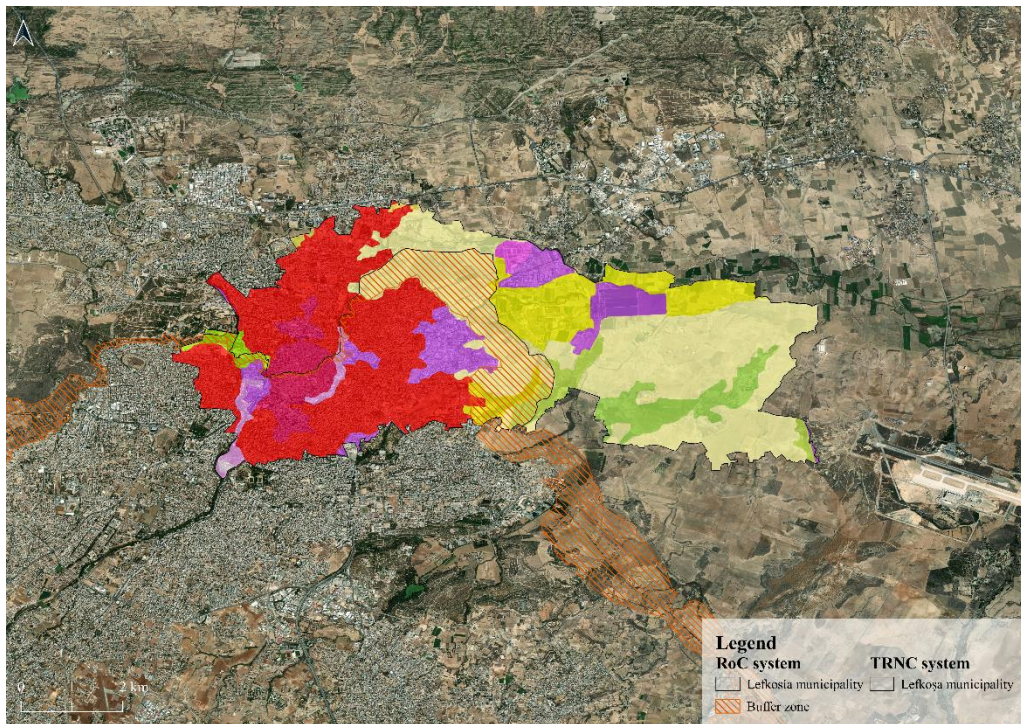 Legend
RoC system TRNC system
Lefkosia municipality Lefkoşa municipality
Buffer zone
0 2 km